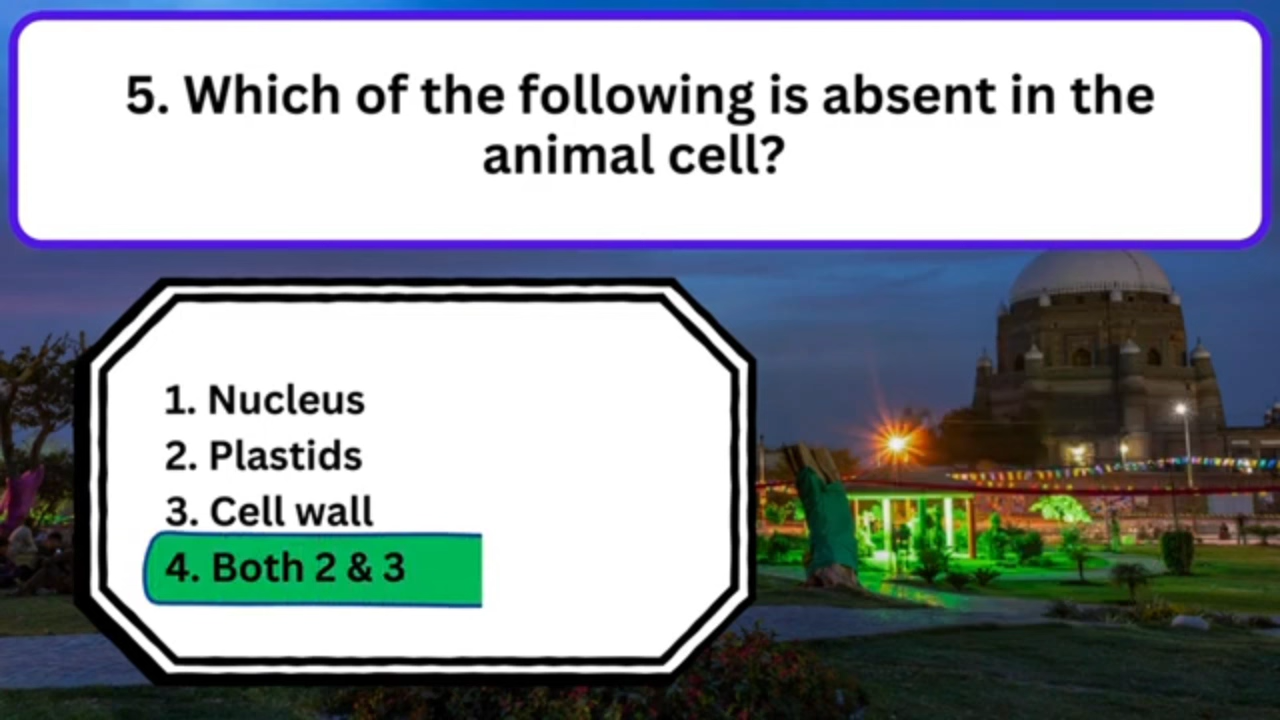 5. Which of the following is absent in the
animal cell?
1. Nucleus
2. Plastids
3. Cell wall
4. Both 2 & 3